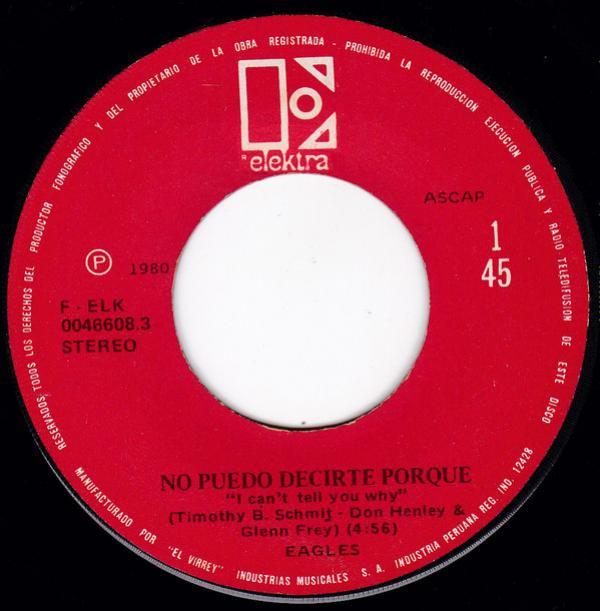 RESERVADOS TODOS LOS DERECHOS DEL PRODUCTOR FONOGRAFICO Y DEL PROPIETARIO DE LA OBRA REGISTRADA - PROHIBIDA LA REPRODUCCION EJECUCION PUBLICA Y RADIO TELEDIFUSION DE ESTE DISCO
elektra
ASCAP
1
45
Ⓟ 1980
F - ELK
0046608.3
STEREO
NO PUEDO DECIRTE PORQUE
"I can't tell you why"
(Timothy B. Schmit - Don Henley &
Glenn Frey) (4:56)
EAGLES
MANUFACTURADO POR "EL VIRREY" INDUSTRIAS MUSICALES S. A. INDUSTRIA PERUANA REG. IND. 12428